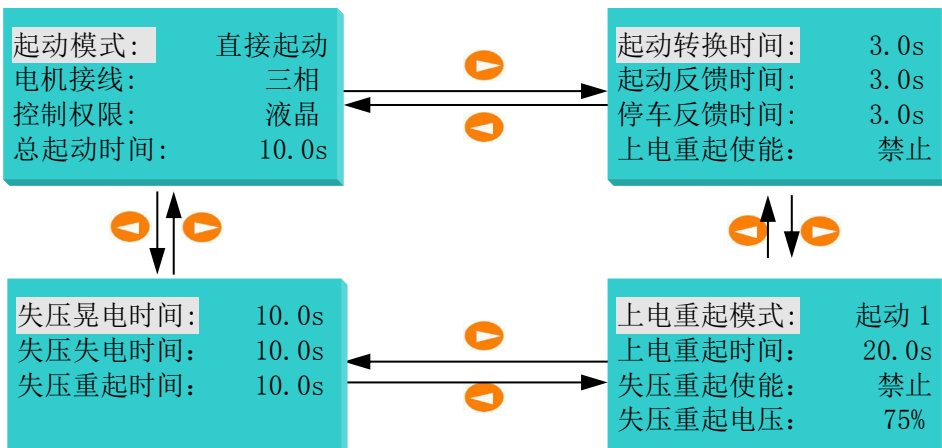 起动模式: 直接起动
电机接线: 三相
控制权限: 液晶
总起动时间: 10.0s
起动转换时间: 3.0s
起动反馈时间: 3.0s
停车反馈时间: 3.0s
上电重起使能： 禁止
失压晃电时间: 10.0s
失压失电时间： 10.0s
失压重起时间： 10.0s
上电重起模式: 起动 1
上电重起时间： 20.0s
失压重起使能： 禁止
失压重起电压： 75%